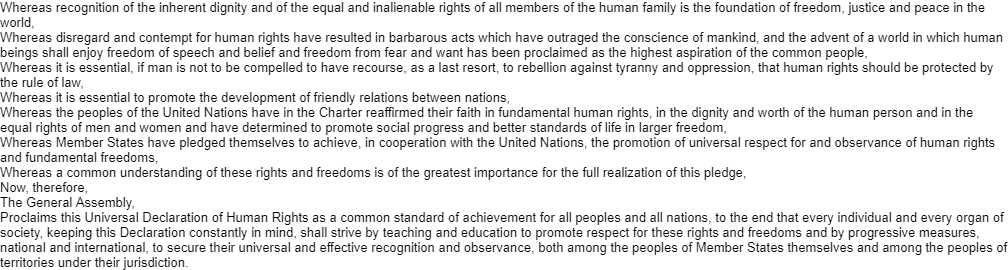 Whereas recognition of the inherent dignity and of the equal and inalienable rights of all members of the human family is the foundation of freedom, justice and peace in the
world,
Whereas disregard and contempt for human rights have resulted in barbarous acts which have outraged the conscience of mankind, and the advent of a world in which human
beings shall enjoy freedom of speech and belief and freedom from fear and want has been proclaimed as the highest aspiration of the common people,
Whereas it is essential, if man is not to be compelled to have recourse, as a last resort, to rebellion against tyranny and oppression, that human rights should be protected by
the rule of law,
Whereas it is essential to promote the development of friendly relations between nations,
Whereas the peoples of the United Nations have in the Charter reaffirmed their faith in fundamental human rights, in the dignity and worth of the human person and in the
equal rights of men and women and have determined to promote social progress and better standards of life in larger freedom,
Whereas Member States have pledged themselves to achieve, in cooperation with the United Nations, the promotion of universal respect for and observance of human rights
and fundamental freedoms,
Whereas a common understanding of these rights and freedoms is of the greatest importance for the full realization of this pledge,
Now, therefore,
The General Assembly,
Proclaims this Universal Declaration of Human Rights as a common standard of achievement for all peoples and all nations, to the end that every individual and every organ of
society, keeping this Declaration constantly in mind, shall strive by teaching and education to promote respect for these rights and freedoms and by progressive measures,
national and international, to secure their universal and effective recognition and observance, both among the peoples of Member States themselves and among the peoples of
territories under their jurisdiction.